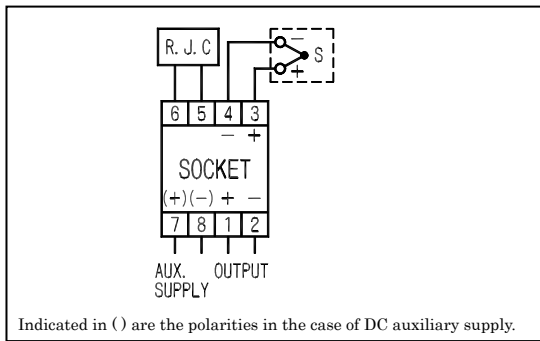 R. J. C
−
S
+
6 5 4 3
− +
SOCKET
(+) (−) + −
7 8 1 2
AUX. OUTPUT
SUPPLY
Indicated in ( ) are the polarities in the case of DC auxiliary supply.